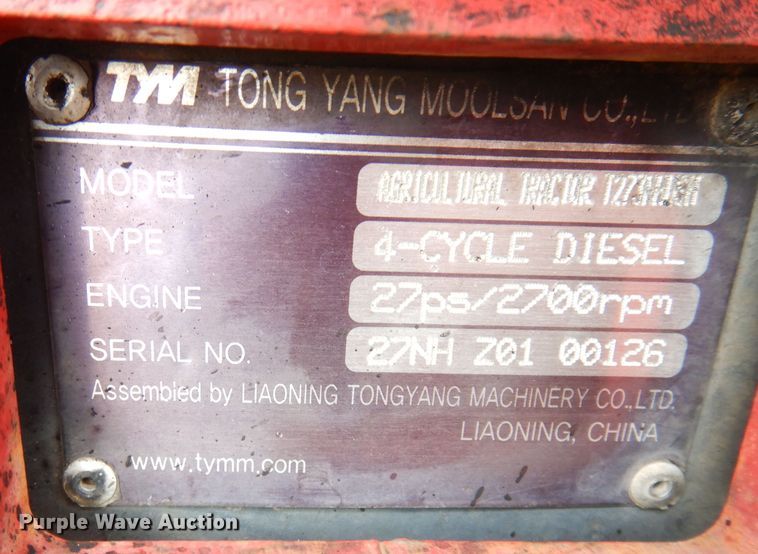 TYM TONG YANG MOOLSAN CO.,LTD
MODEL AGRICULTURAL TRACTOR
TYPE 4-CYCLE DIESEL
ENGINE 27ps/2700rpm
SERIAL NO. 27NH Z01 00126
Assembied by LIAONING TONGYANG MACHINERY CO.,LTD.
LIAONING, CHINA
www.tymm.com
Purple Wave Auction